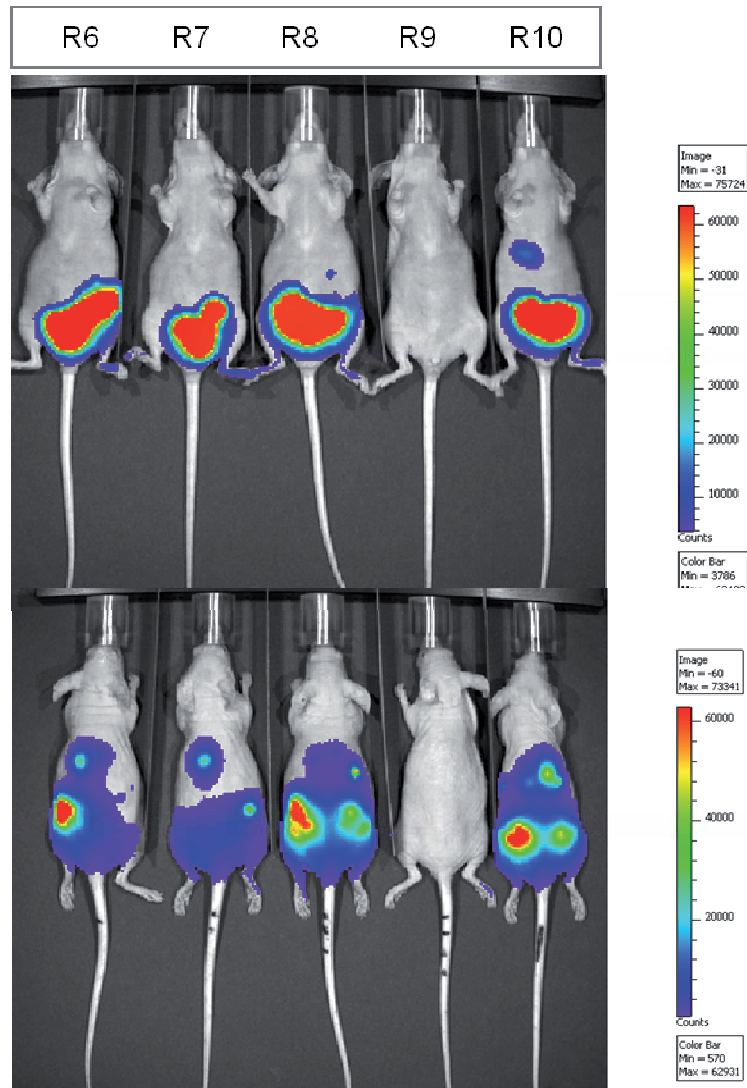 R6 R7 R8 R9 R10
Image
Min = -31
Max = 75724
60000
50000
40000
30000
20000
10000
Counts
Color Bar
Min = 3786
Image
Min = -60
Max = 73341
60000
40000
20000
Counts
Color Bar
Min = 570
Max = 62931